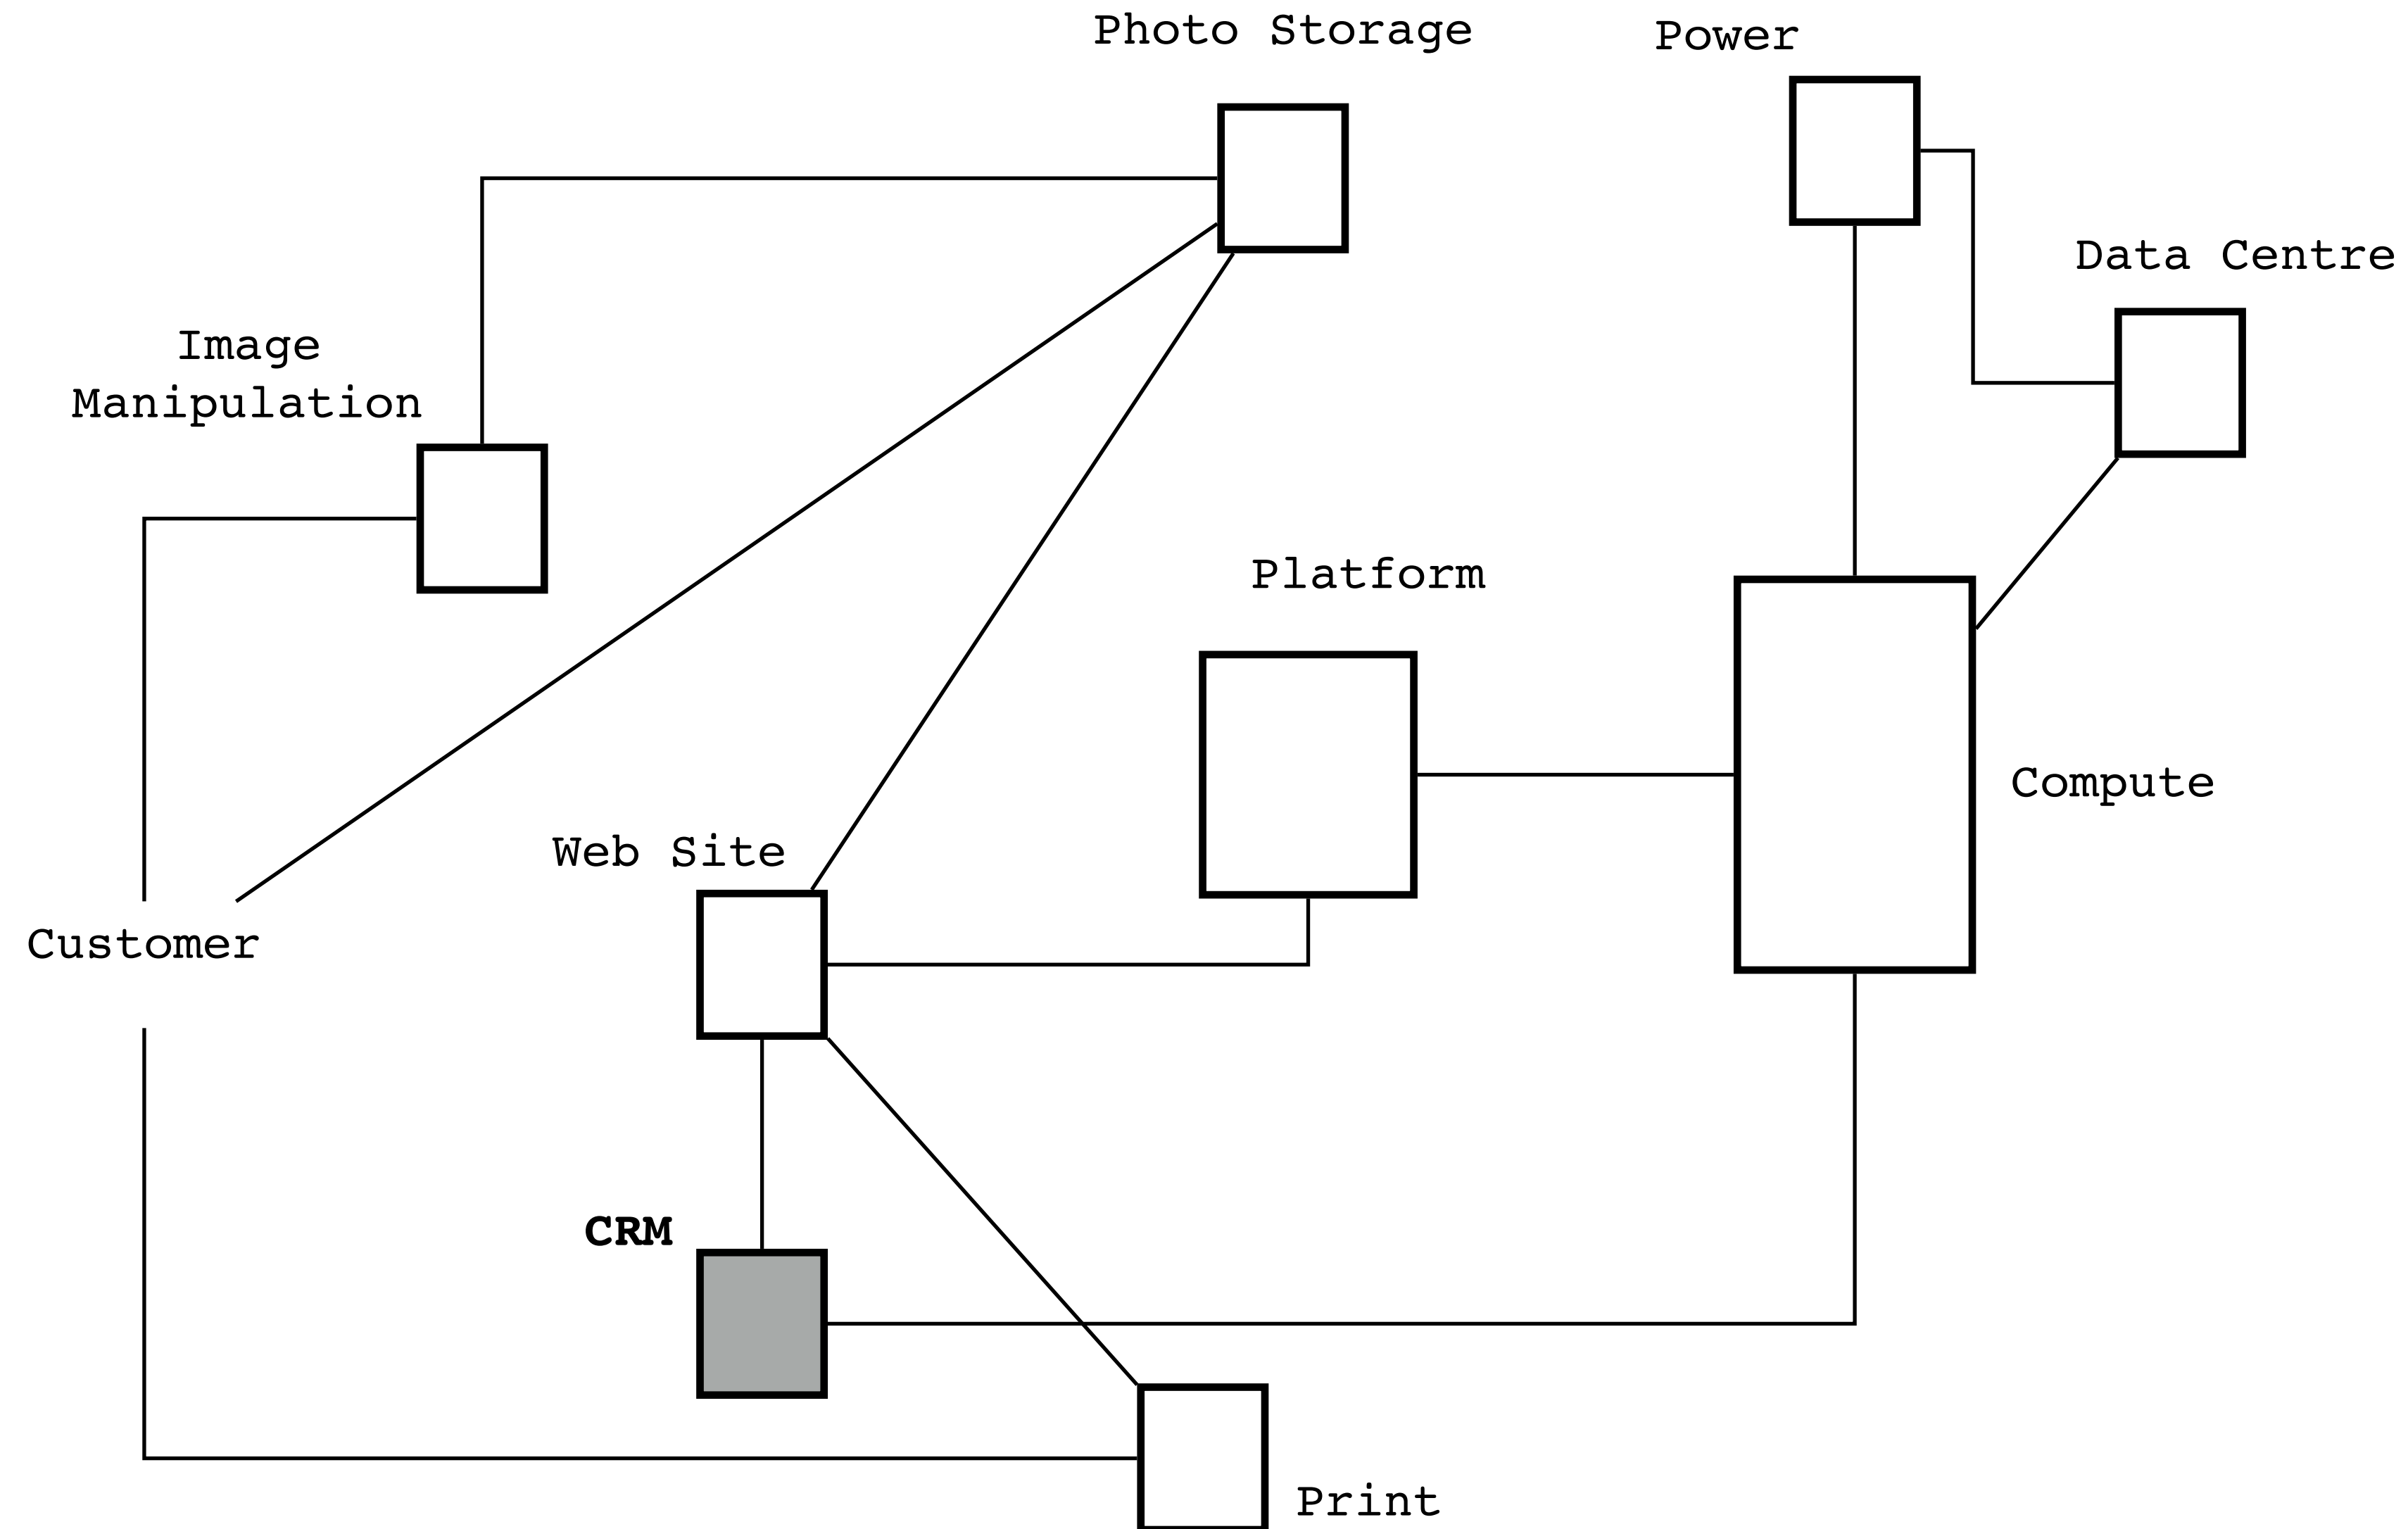 Photo Storage
Power
Data Centre
Image
Manipulation
Platform
Compute
Web Site
Customer
CRM
Print